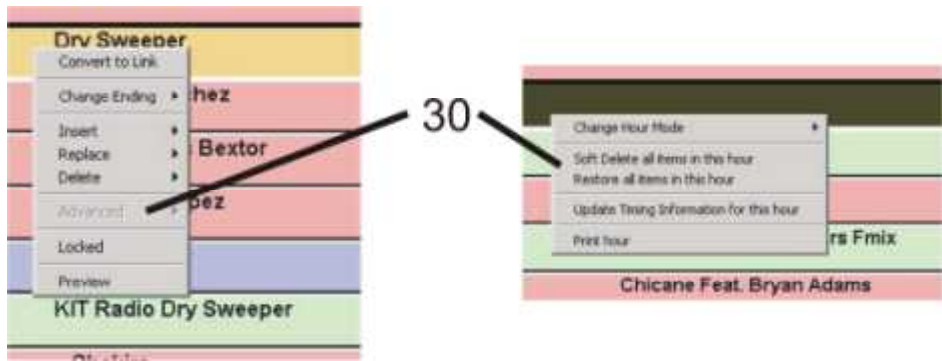 Dry Sweeper
Convert to Link
Change Ending
hez
Insert
Replace
Bextor
Delete
pez
Advanced
Locked
Preview
KIT Radio Dry Sweeper
30
Change Hour Mode
Soft Delete all items in this hour
Restore all items in this hour
Update Timing Information for this hour
Print hour
rs Fmix
Chicane Feat. Bryan Adams